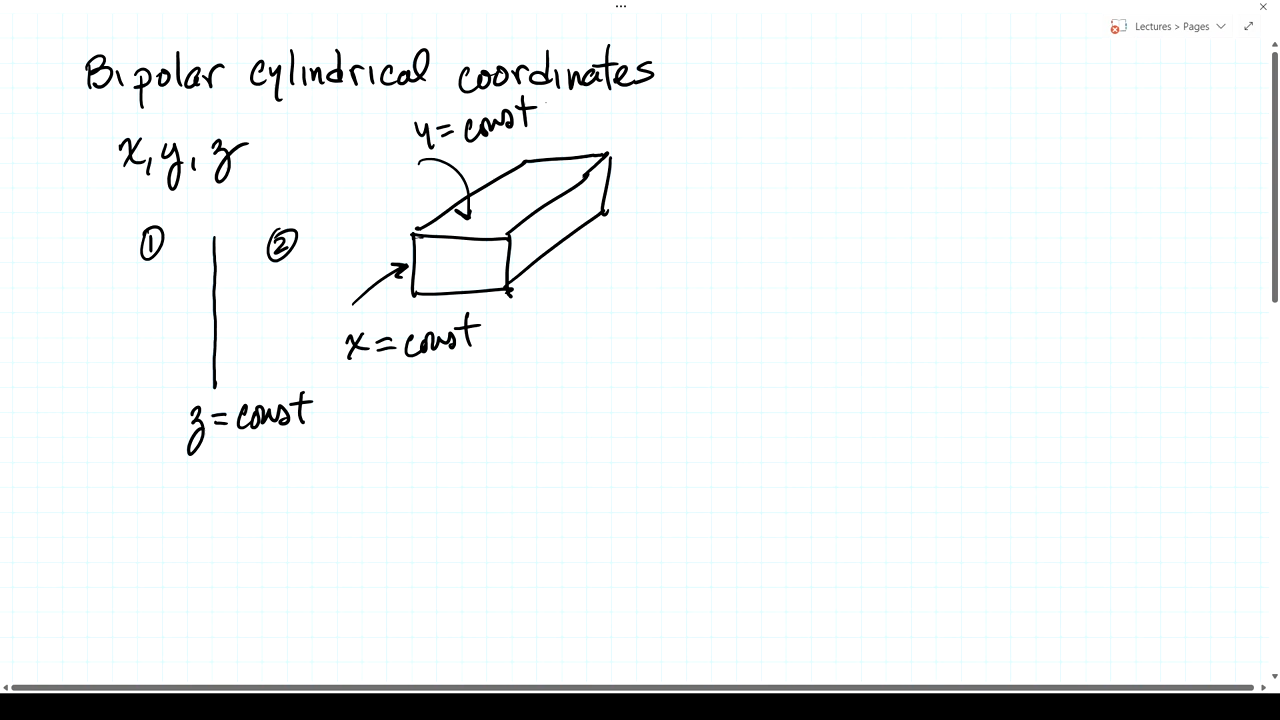 Lectures > Pages
Bipolar cylindrical coordinates
y = const
x, y, z
① ②
x = const
z = const